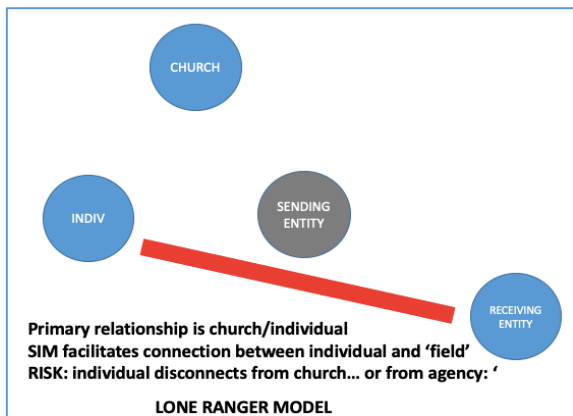 CHURCH
INDIV
SENDING
ENTITY
RECEIVING
ENTITY
Primary relationship is church/individual
SIM facilitates connection between individual and ‘field’
RISK: individual disconnects from church… or from agency: ‘
LONE RANGER MODEL